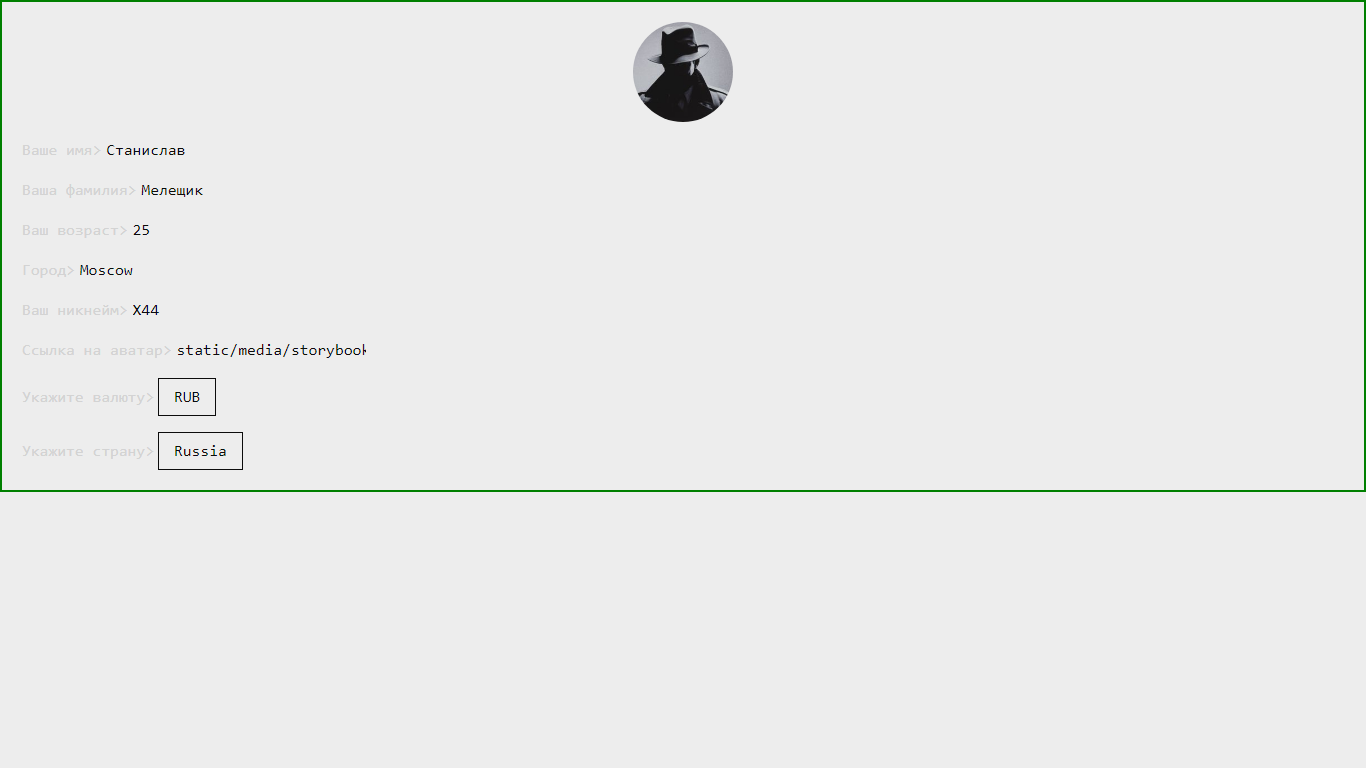 Ваше имя> Станислав
Ваша фамилия> Мелещик
Ваш возраст> 25
Город> Moscow
Ваш никнейм> X44
Ссылка на аватар> static/media/storybook
Укажите валюту> RUB
Укажите страну> Russia